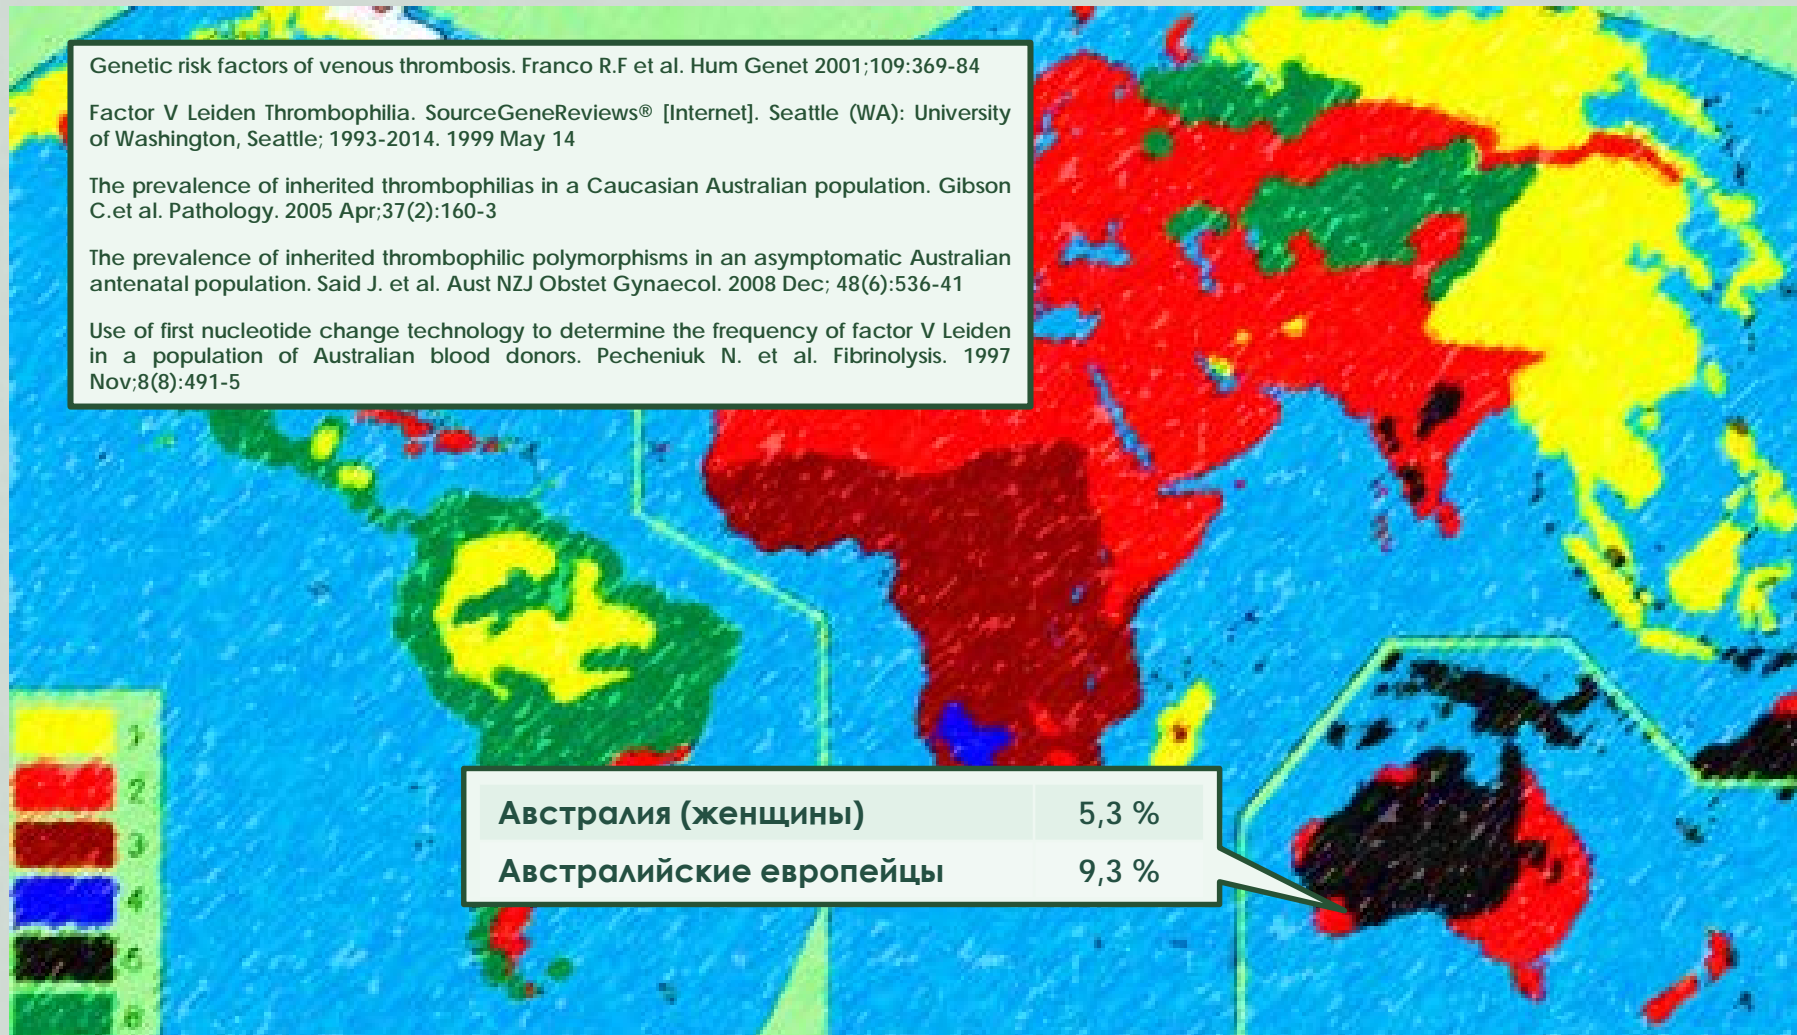 Genetic risk factors of venous thrombosis. Franco R.F et al. Hum Genet 2001;109:369-84
Factor V Leiden Thrombophilia. SourceGeneReviews® [Internet]. Seattle (WA): University
of Washington, Seattle; 1993-2014. 1999 May 14
The prevalence of inherited thrombophilias in a Caucasian Australian population. Gibson
C.et al. Pathology. 2005 Apr;37(2):160-3
The prevalence of inherited thrombophilic polymorphisms in an asymptomatic Australian
antenatal population. Said J. et al. Aust NZJ Obstet Gynaecol. 2008 Dec; 48(6):536-41
Use of first nucleotide change technology to determine the frequency of factor V Leiden
in a population of Australian blood donors. Pecheniuk N. et al. Fibrinolysis. 1997
Nov;8(8):491-5
1
2
3
4
5
6
Австралия (женщины) 5,3 %
Австралийские европейцы 9,3 %